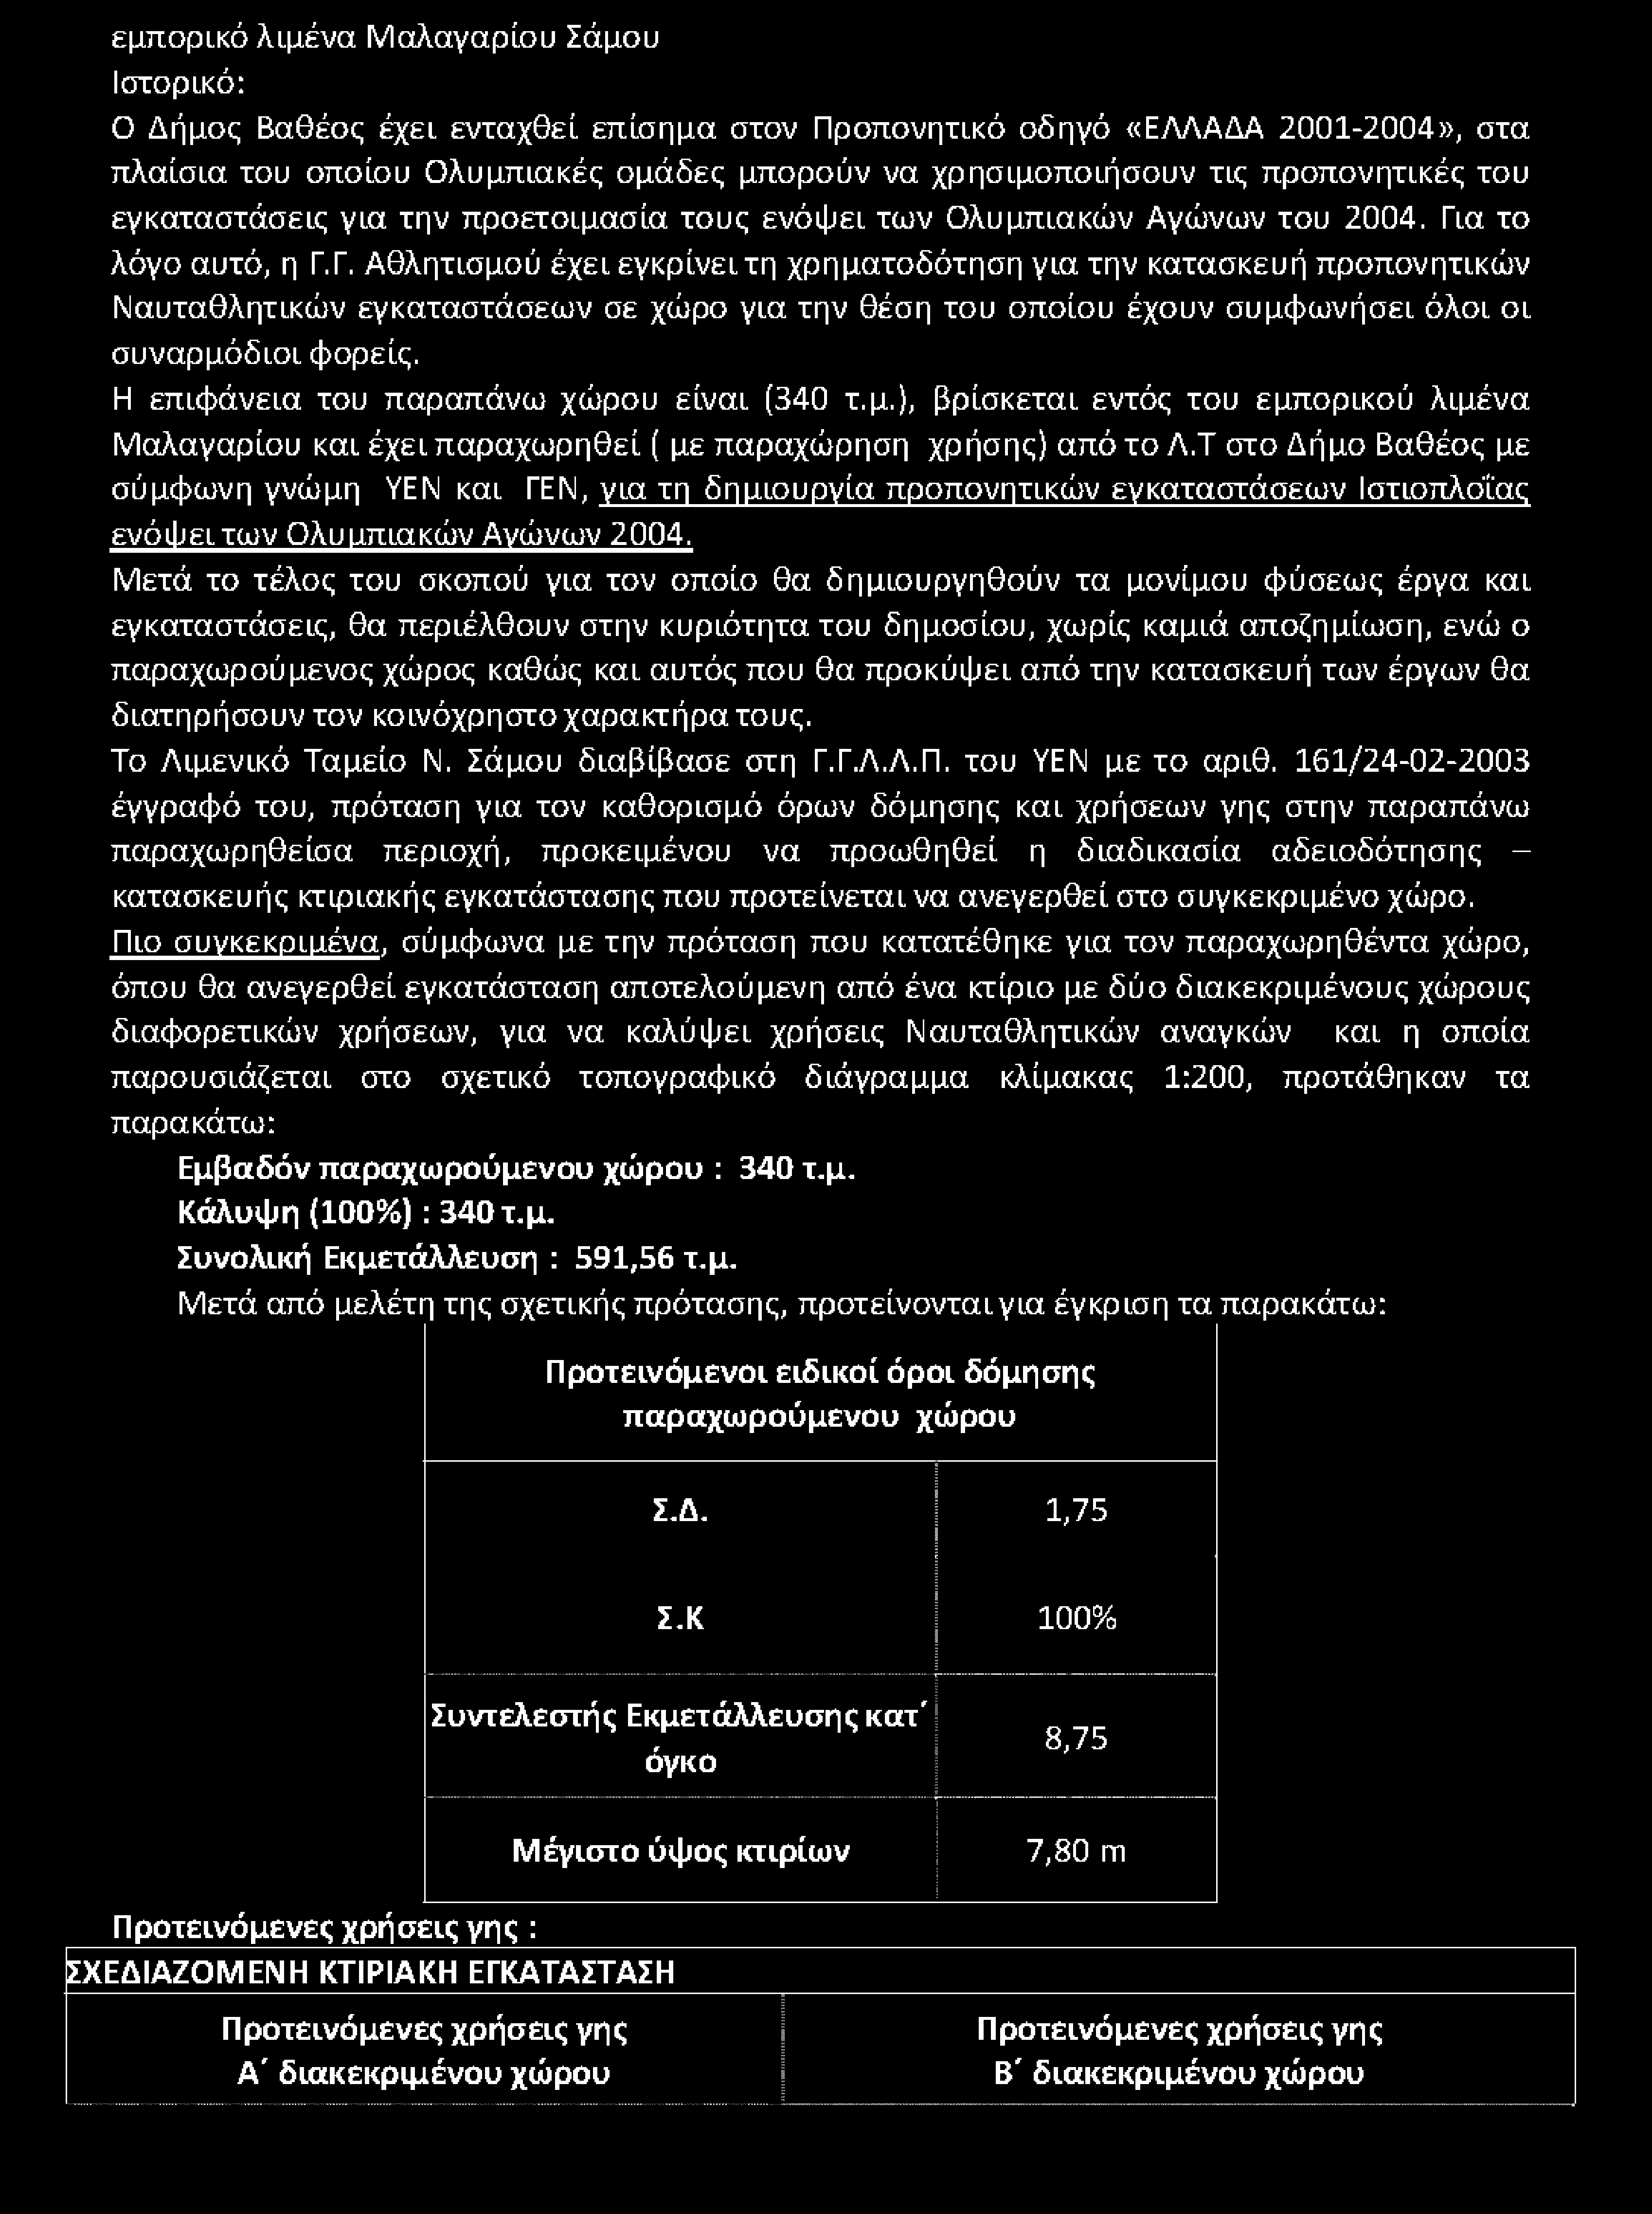 εμπορικό λιμένα Μαλαγαρίου Σάμου
Ιστορικό:
Ο Δήμος Βαθέος έχει ενταχθεί επίσημα στον Προπονητικό οδηγό «ΕΛΛΑΔΑ 2001-2004», στα
πλαίσια του οποίου Ολυμπιακές ομάδες μπορούν να χρησιμοποιήσουν τις προπονητικές του
εγκαταστάσεις για την προετοιμασία τους ενόψει των Ολυμπιακών Αγώνων του 2004. Για το
λόγο αυτό, η Γ.Γ. Αθλητισμού έχει εγκρίνει τη χρηματοδότηση για την κατασκευή προπονητικών
Ναυταθλητικών εγκαταστάσεων σε χώρο για την θέση του οποίου έχουν συμφωνήσει όλοι οι
συναρμόδιοι φορείς.
Η επιφάνεια του παραπάνω χώρου είναι (340 τ.μ.), βρίσκεται εντός του εμπορικού λιμένα
Μαλαγαρίου και έχει παραχωρηθεί ( με παραχώρηση χρήσης) από το Λ.Τ στο Δήμο Βαθέος με
σύμφωνη γνώμη ΥΕΝ και ΓΕΝ, για τη δημιουργία προπονητικών εγκαταστάσεων Ιστιοπλοΐας
ενόψει των Ολυμπιακών Αγώνων 2004.
Μετά το τέλος του σκοπού για τον οποίο θα δημιουργηθούν τα μονίμου φύσεως έργα και
εγκαταστάσεις, θα περιέλθουν στην κυριότητα του δημοσίου, χωρίς καμιά αποζημίωση, ενώ ο
παραχωρούμενος χώρος καθώς και αυτός που θα προκύψει από την κατασκευή των έργων θα
διατηρήσουν τον κοινόχρηστο χαρακτήρα τους.
Το Λιμενικό Ταμείο Ν. Σάμου διαβίβασε στη Γ.Γ.Λ.Λ.Π. του ΥΕΝ με το αριθ. 161/24-02-2003
έγγραφό του, πρόταση για τον καθορισμό όρων δόμησης και χρήσεων γης στην παραπάνω
παραχωρηθείσα περιοχή, προκειμένου να προωθηθεί η διαδικασία αδειοδότησης –
κατασκευής κτιριακής εγκατάστασης που προτείνεται να ανεγερθεί στο συγκεκριμένο χώρο.
Πιο συγκεκριμένα, σύμφωνα με την πρόταση που κατατέθηκε για τον παραχωρηθέντα χώρο,
όπου θα ανεγερθεί εγκατάσταση αποτελούμενη από ένα κτίριο με δύο διακεκριμένους χώρους
διαφορετικών χρήσεων, για να καλύψει χρήσεις Ναυταθλητικών αναγκών και η οποία
παρουσιάζεται στο σχετικό τοπογραφικό διάγραμμα κλίμακας 1:200, προτάθηκαν τα
παρακάτω:
Εμβαδόν παραχωρούμενου χώρου : 340 τ.μ.
Κάλυψη (100%) : 340 τ.μ.
Συνολική Εκμετάλλευση : 591,56 τ.μ.
Μετά από μελέτη της σχετικής πρότασης, προτείνονται για έγκριση τα παρακάτω:
Προτεινόμενοι ειδικοί όροι δόμησης
παραχωρούμενου χώρου
Σ.Δ. 1,75
Σ.Κ 100%
Συντελεστής Εκμετάλλευσης κατ΄
όγκο 8,75
Μέγιστο ύψος κτιρίων 7,80 m
Προτεινόμενες χρήσεις γης :
ΣΧΕΔΙΑΖΟΜΕΝΗ ΚΤΙΡΙΑΚΗ ΕΓΚΑΤΑΣΤΑΣΗ
Προτεινόμενες χρήσεις γης
Α΄ διακεκριμένου χώρου
Προτεινόμενες χρήσεις γης
Β΄ διακεκριμένου χώρου